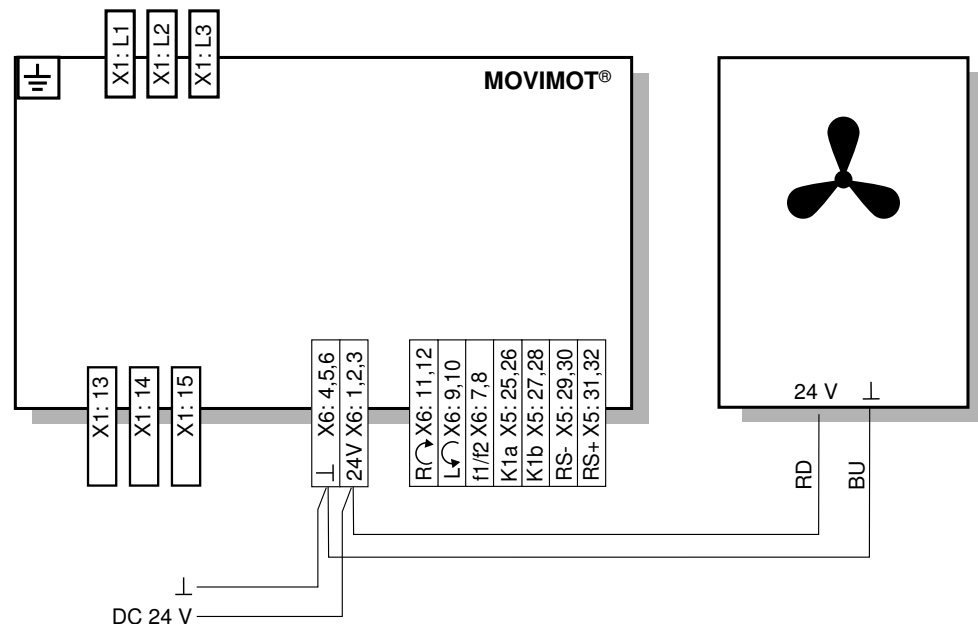 X1: L1
X1: L2
X1: L3
MOVIMOT®
X1: 13
X1: 14
X1: 15
⊥ X6: 4,5,6
24V X6: 1,2,3
R X6: 11,12
L X6: 9,10
f1/f2 X6: 7,8
K1a X5: 25,26
K1b X5: 27,28
RS- X5: 29,30
RS+ X5: 31,32
24 V ⊥
RD
BU
⊥
DC 24 V